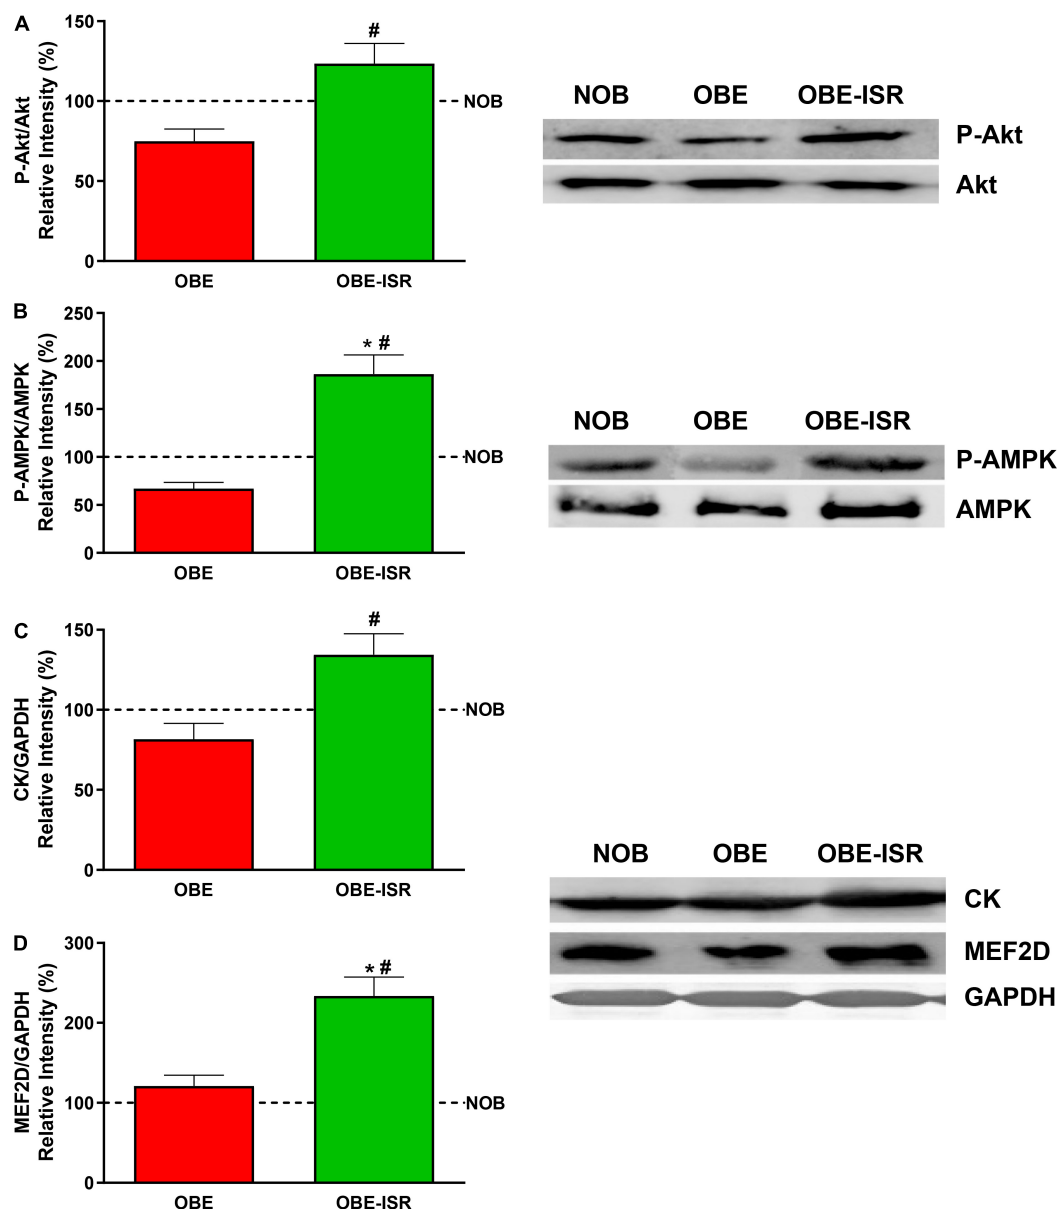 A
P-Akt/Akt
Relative Intensity (%)
150
100
50
0
#
NOB
OBE
OBE-ISR
NOB OBE OBE-ISR
P-Akt
Akt
B
P-AMPK/AMPK
Relative Intensity (%)
250
200
150
100
50
0
* #
NOB
OBE
OBE-ISR
NOB OBE OBE-ISR
P-AMPK
AMPK
C
CK/GAPDH
Relative Intensity (%)
150
100
50
0
#
NOB
OBE
OBE-ISR
NOB OBE OBE-ISR
CK
MEF2D
GAPDH
D
MEF2D/GAPDH
Relative Intensity (%)
300
200
100
0
* #
NOB
OBE
OBE-ISR